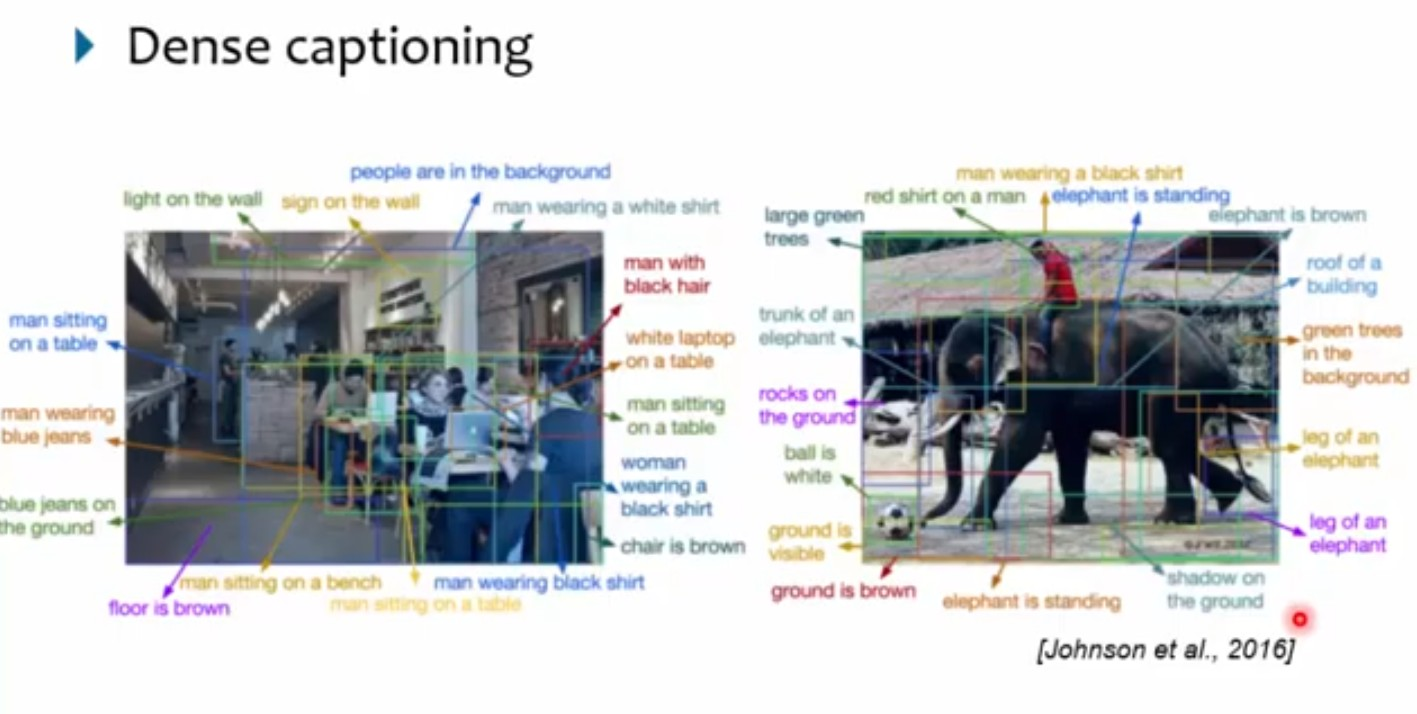 Dense captioning
people are in the background
light on the wall
sign on the wall
man wearing a white shirt
man with
black hair
man sitting
on a table
white laptop
on a table
man wearing
blue jeans
man sitting
on a table
woman
wearing a
black shirt
blue jeans on
the ground
chair is brown
man sitting on a bench
man wearing black shirt
man sitting on a table
floor is brown
man wearing a black shirt
red shirt on a man
elephant is standing
large green
trees
elephant is brown
roof of a
building
trunk of an
elephant
green trees
in the
background
rocks on
the ground
leg of an
elephant
ball is
white
leg of an
elephant
ground is
visible
ground is brown
elephant is standing
shadow on
the ground
[Johnson et al., 2016]